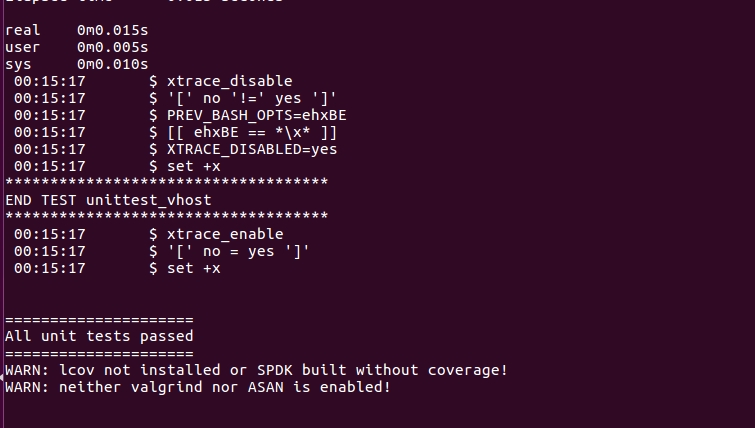 real    0m0.015s
user    0m0.005s
sys     0m0.010s
 00:15:17       $ xtrace_disable
 00:15:17       $ '[' no '!=' yes ']'
 00:15:17       $ PREV_BASH_OPTS=ehxBE
 00:15:17       $ [[ ehxBE == *\x* ]]
 00:15:17       $ XTRACE_DISABLED=yes
 00:15:17       $ set +x
************************************
END TEST unittest_vhost
************************************
 00:15:17       $ xtrace_enable
 00:15:17       $ '[' no = yes ']'
 00:15:17       $ set +x
=====================
All unit tests passed
=====================
WARN: lcov not installed or SPDK built without coverage!
WARN: neither valgrind nor ASAN is enabled!